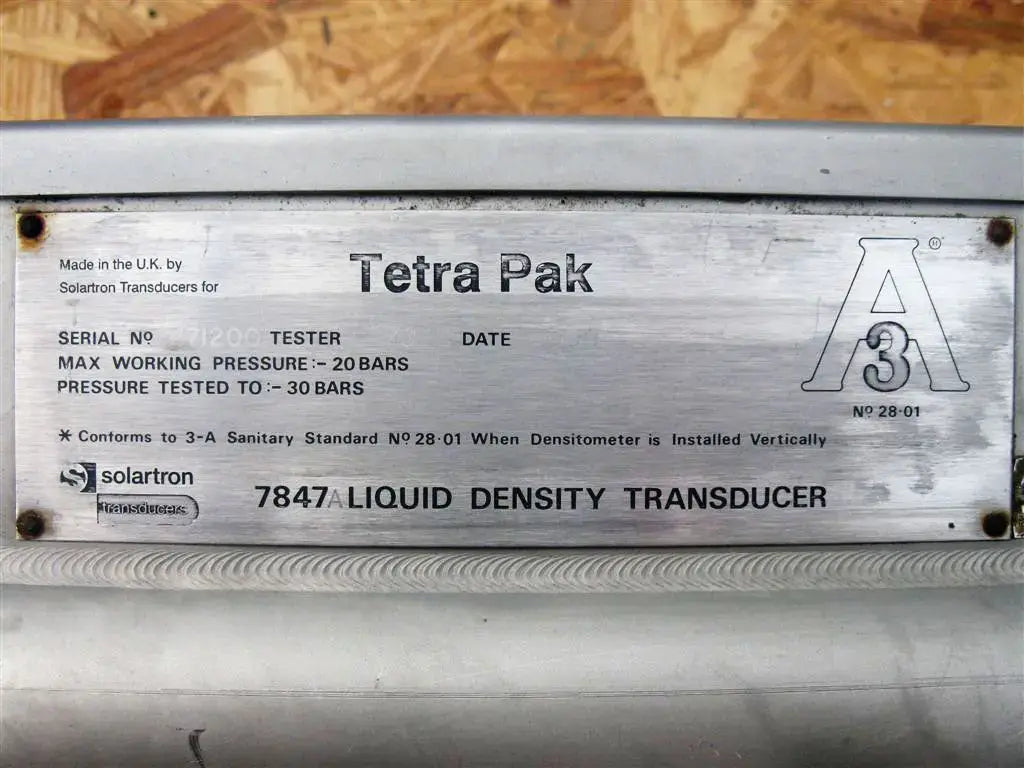 Made in the U.K. by
Solartron Transducers for
Tetra Pak
SERIAL Nº TESTER DATE
MAX WORKING PRESSURE:- 20 BARS
PRESSURE TESTED TO:- 30 BARS
A
3
H
Nº 28·01
* Conforms to 3-A Sanitary Standard Nº 28·01 When Densitometer is Installed Vertically
S solartron
transducers
7847A LIQUID DENSITY TRANSDUCER